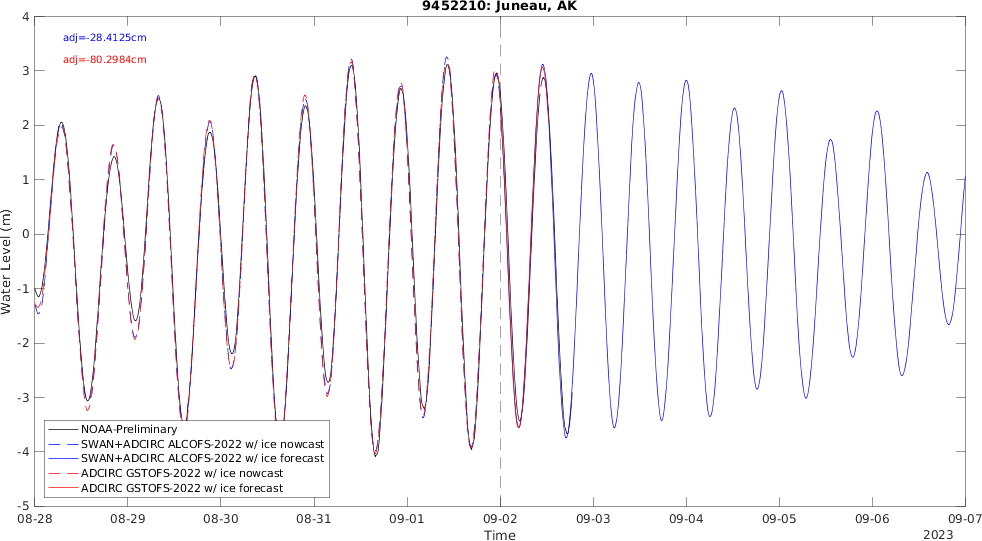 9452210: Juneau, AK
adj=-28.4125cm
adj=-80.2984cm
Water Level (m)
4
3
2
1
0
-1
-2
-3
-4
-5
NOAA-Preliminary
SWAN+ADCIRC ALCOFS-2022 w/ ice nowcast
SWAN+ADCIRC ALCOFS-2022 w/ ice forecast
ADCIRC GSTOFS-2022 w/ ice nowcast
ADCIRC GSTOFS-2022 w/ ice forecast
08-28 08-29 08-30 08-31 09-01 09-02 09-03 09-04 09-05 09-06 09-07
Time
2023